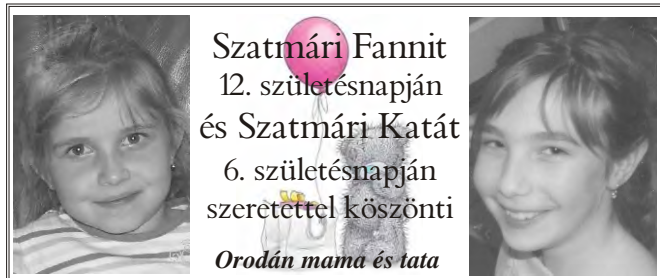 Szatmári Fannit
12. születésnapján
és Szatmári Katát
6. születésnapján
szeretettel köszönti
Orodán mama és tata